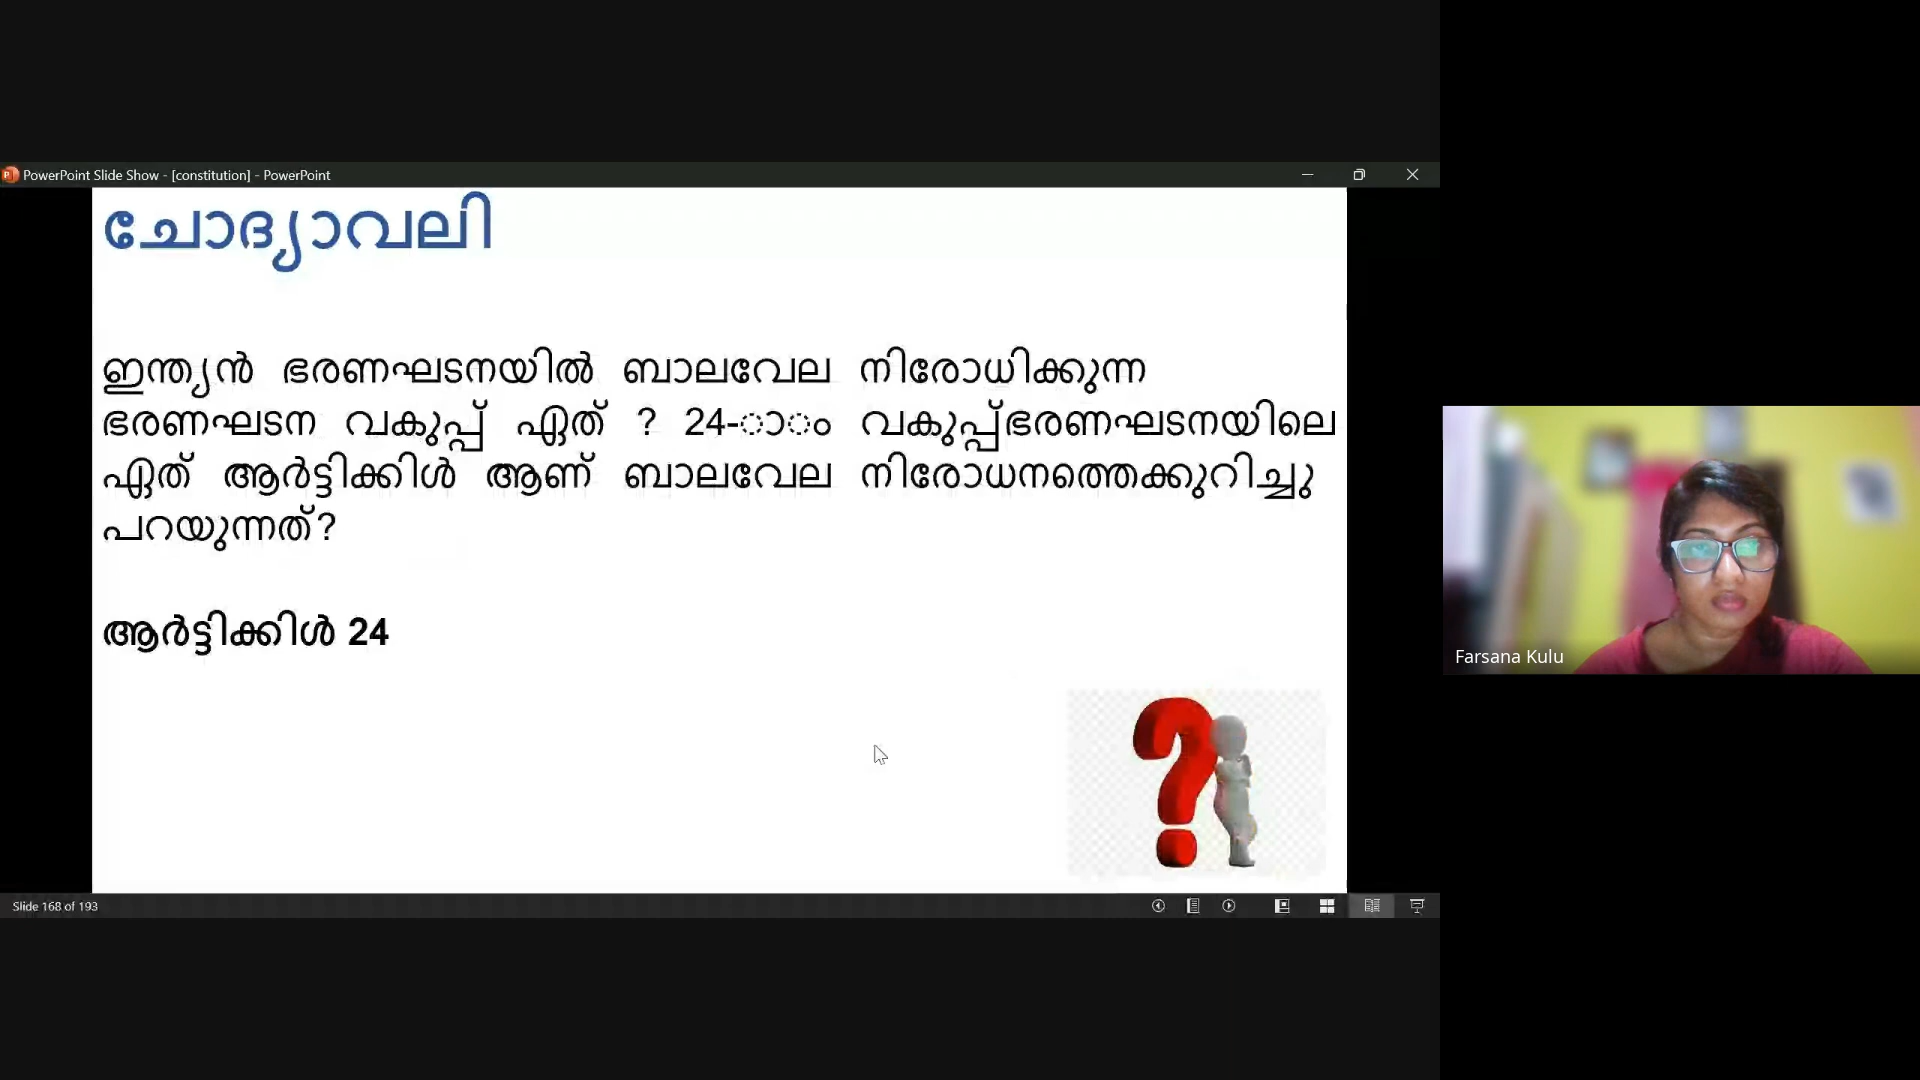 PowerPoint Slide Show - [constitution] - PowerPoint
ചോദ്യാവലി
ഇന്ത്യൻ ഭരണഘടനയിൽ ബാലവേല നിരോധിക്കുന്ന
ഭരണഘടന വകുപ്പ് ഏത് ? 24-ാാം വകുപ്പ്ഭരണഘടനയിലെ
ഏത് ആർട്ടിക്കിൾ ആണ് ബാലവേല നിരോധനത്തെക്കുറിച്ചു
പറയുന്നത്?
ആർട്ടിക്കിൾ 24
Farsana Kulu
Slide 168 of 193